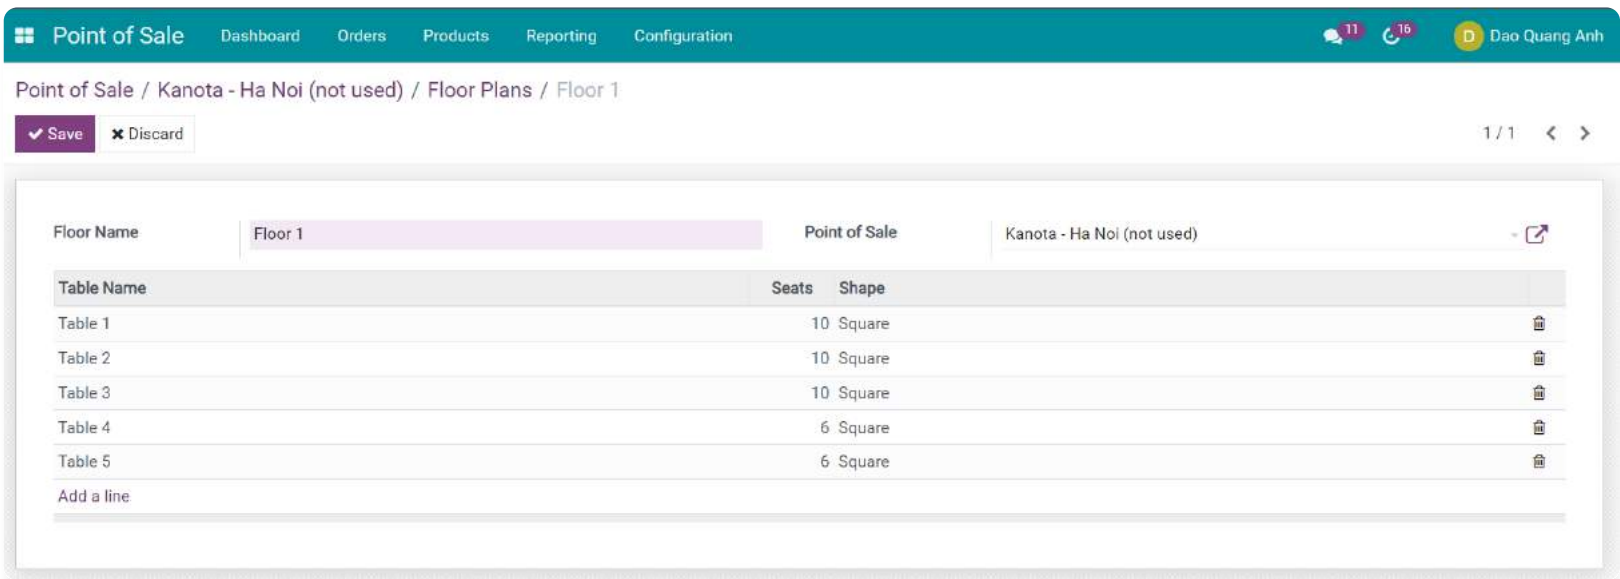 Point of Sale Dashboard Orders Products Reporting Configuration 11 16 D Dao Quang Anh
Point of Sale / Kanota - Ha Noi (not used) / Floor Plans / Floor 1
Save Discard 1 / 1
Floor Name Floor 1 Point of Sale Kanota - Ha Noi (not used)
Table Name Seats Shape
Table 1 10 Square
Table 2 10 Square
Table 3 10 Square
Table 4 6 Square
Table 5 6 Square
Add a line